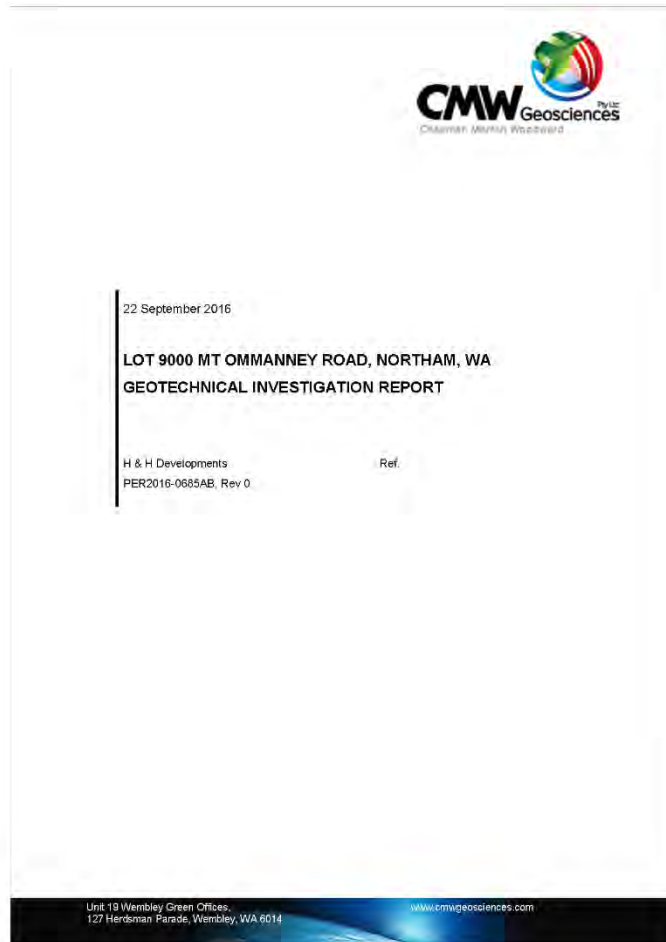 CMW Geosciences Pty Ltd
Chapman Martin Woodward
22 September 2016
LOT 9000 MT OMMANNEY ROAD, NORTHAM, WA
GEOTECHNICAL INVESTIGATION REPORT
H & H Developments Ref.
PER2016-0685AB, Rev 0
Unit 19 Wembley Green Offices,
127 Herdsman Parade, Wembley, WA 6014
www.cmwgeosciences.com